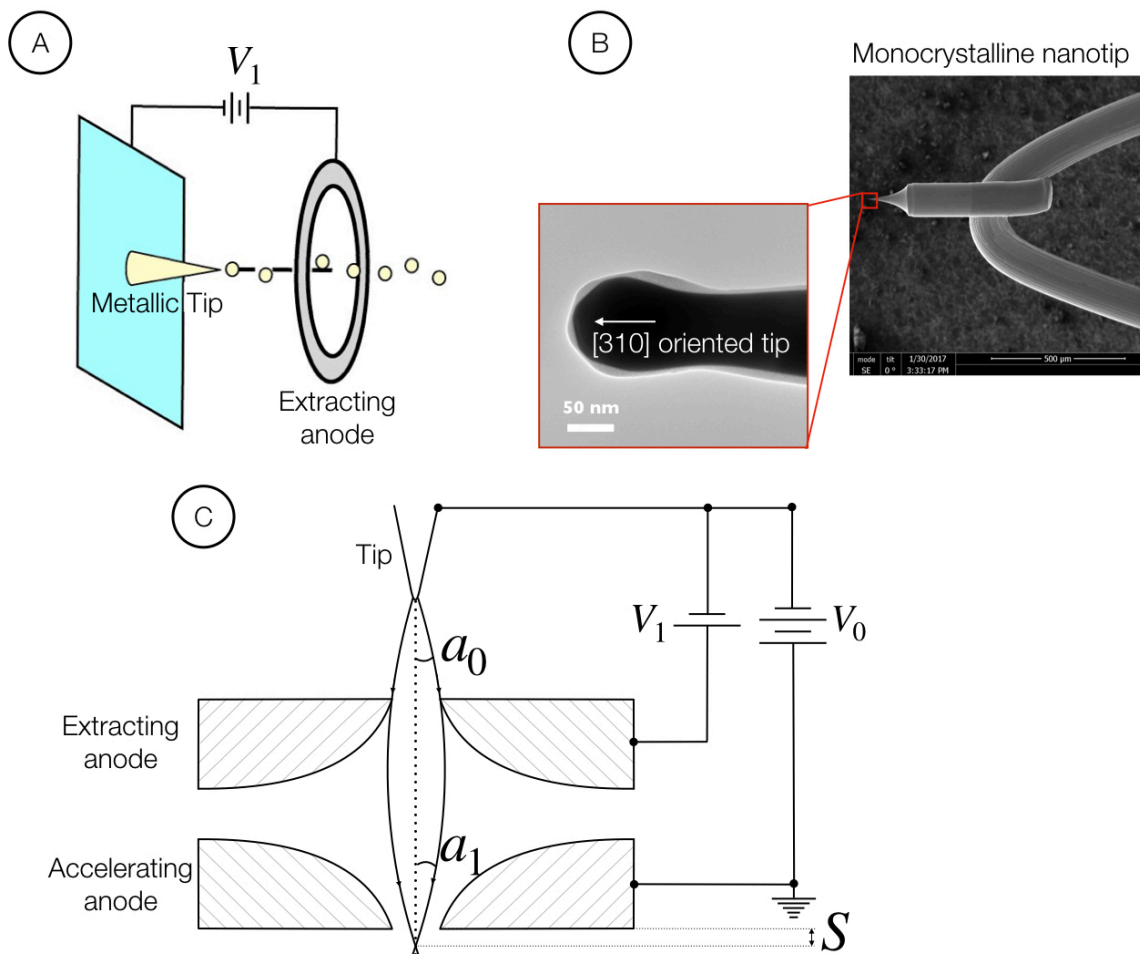 A
V₁
Metallic Tip
Extracting
anode
B
Monocrystalline nanotip
[310] oriented tip
50 nm
mode tilt 1/30/2017 500 µm
SE 0 ° 3:33:17 PM
C
Tip
V₁
V₀
a₀
Extracting
anode
a₁
Accelerating
anode
S